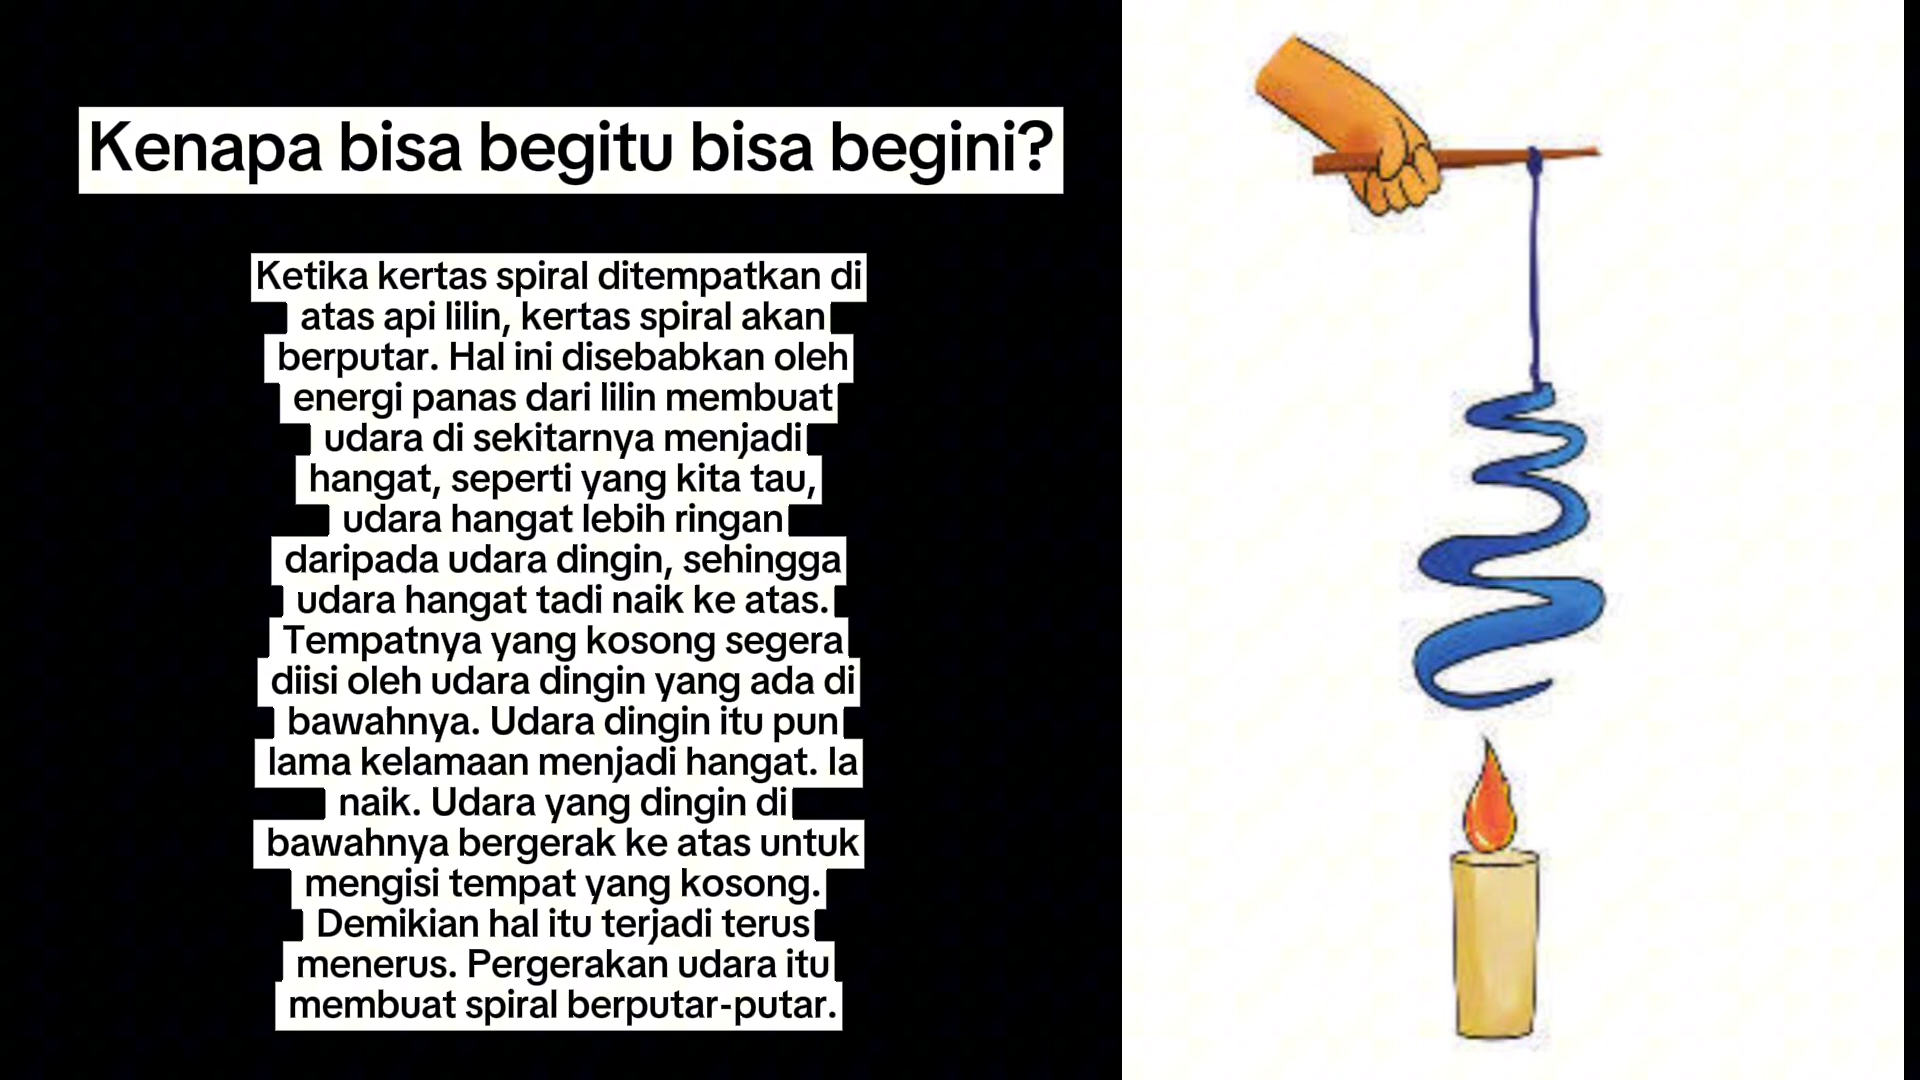 Kenapa bisa begitu bisa begini?
Ketika kertas spiral ditempatkan di
atas api lilin, kertas spiral akan
berputar. Hal ini disebabkan oleh
energi panas dari lilin membuat
udara di sekitarnya menjadi
hangat, seperti yang kita tau,
udara hangat lebih ringan
daripada udara dingin, sehingga
udara hangat tadi naik ke atas.
Tempatnya yang kosong segera
diisi oleh udara dingin yang ada di
bawahnya. Udara dingin itu pun
lama kelamaan menjadi hangat. Ia
naik. Udara yang dingin di
bawahnya bergerak ke atas untuk
mengisi tempat yang kosong.
Demikian hal itu terjadi terus
menerus. Pergerakan udara itu
membuat spiral berputar-putar.